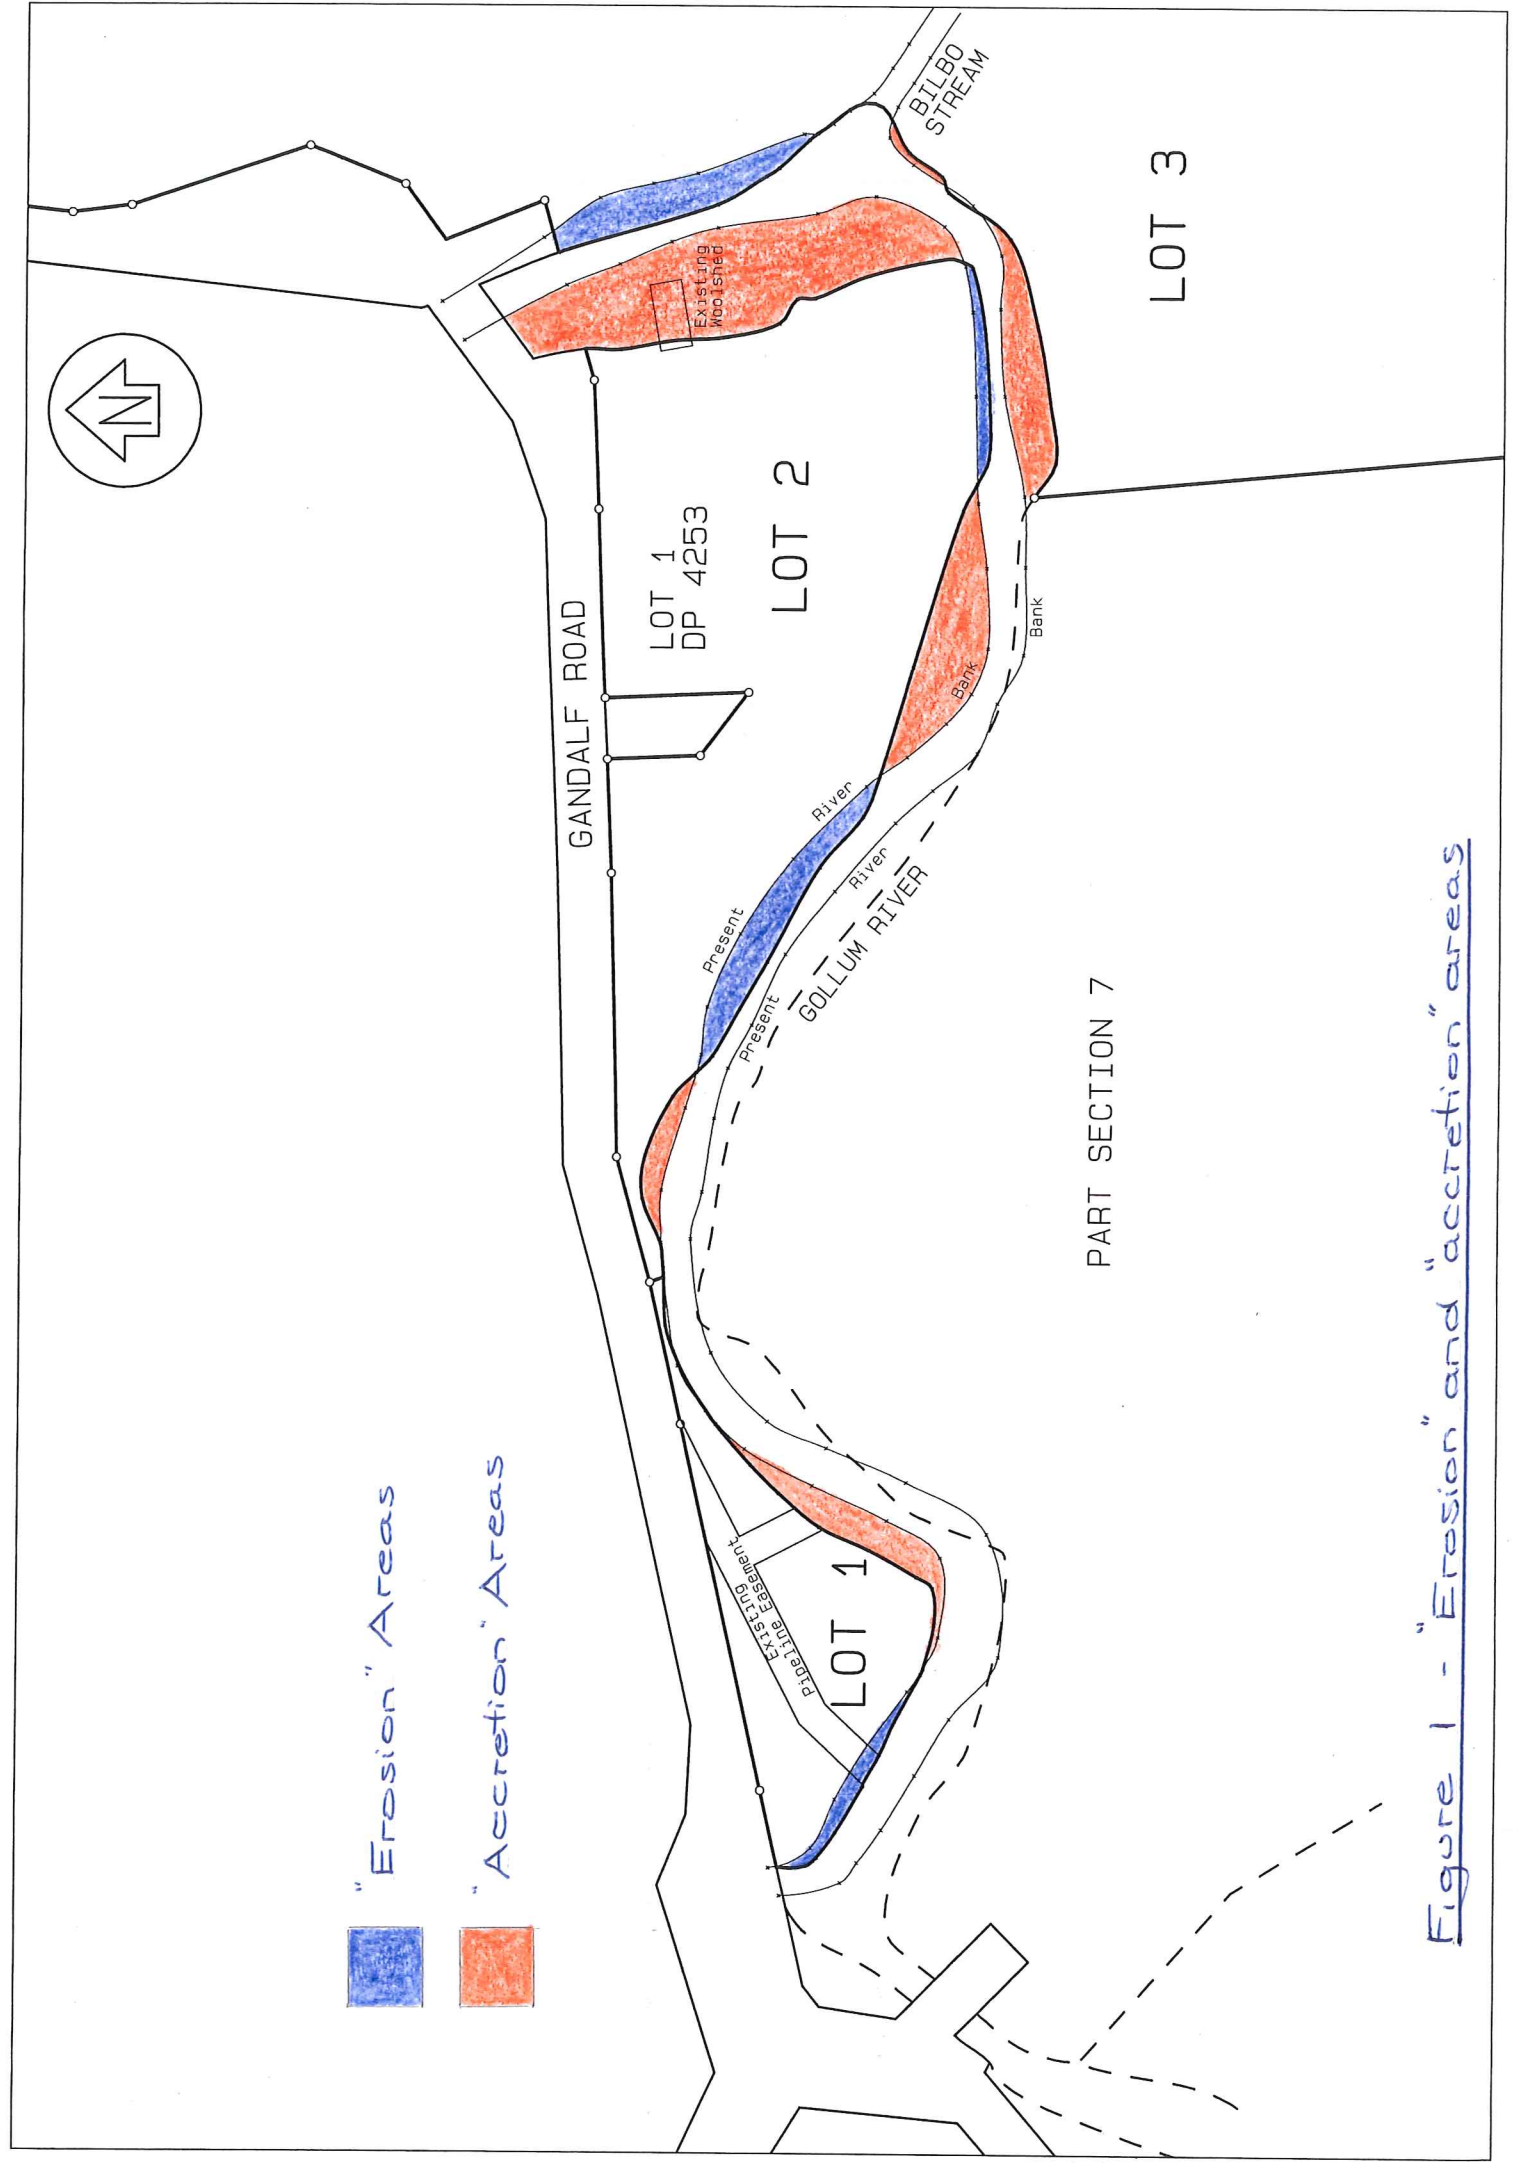 "Erosion" Areas
"Accretion" Areas
N
GANDALF ROAD
Existing
Woolshed
BILBO
STREAM
LOT 1
DP 4253
LOT 2
LOT 3
Present River Bank
Present River Bank
GOLLUM RIVER
Existing
Pipeline Easement
LOT 1
PART SECTION 7
Figure 1 - "Erosion" and "accretion" areas